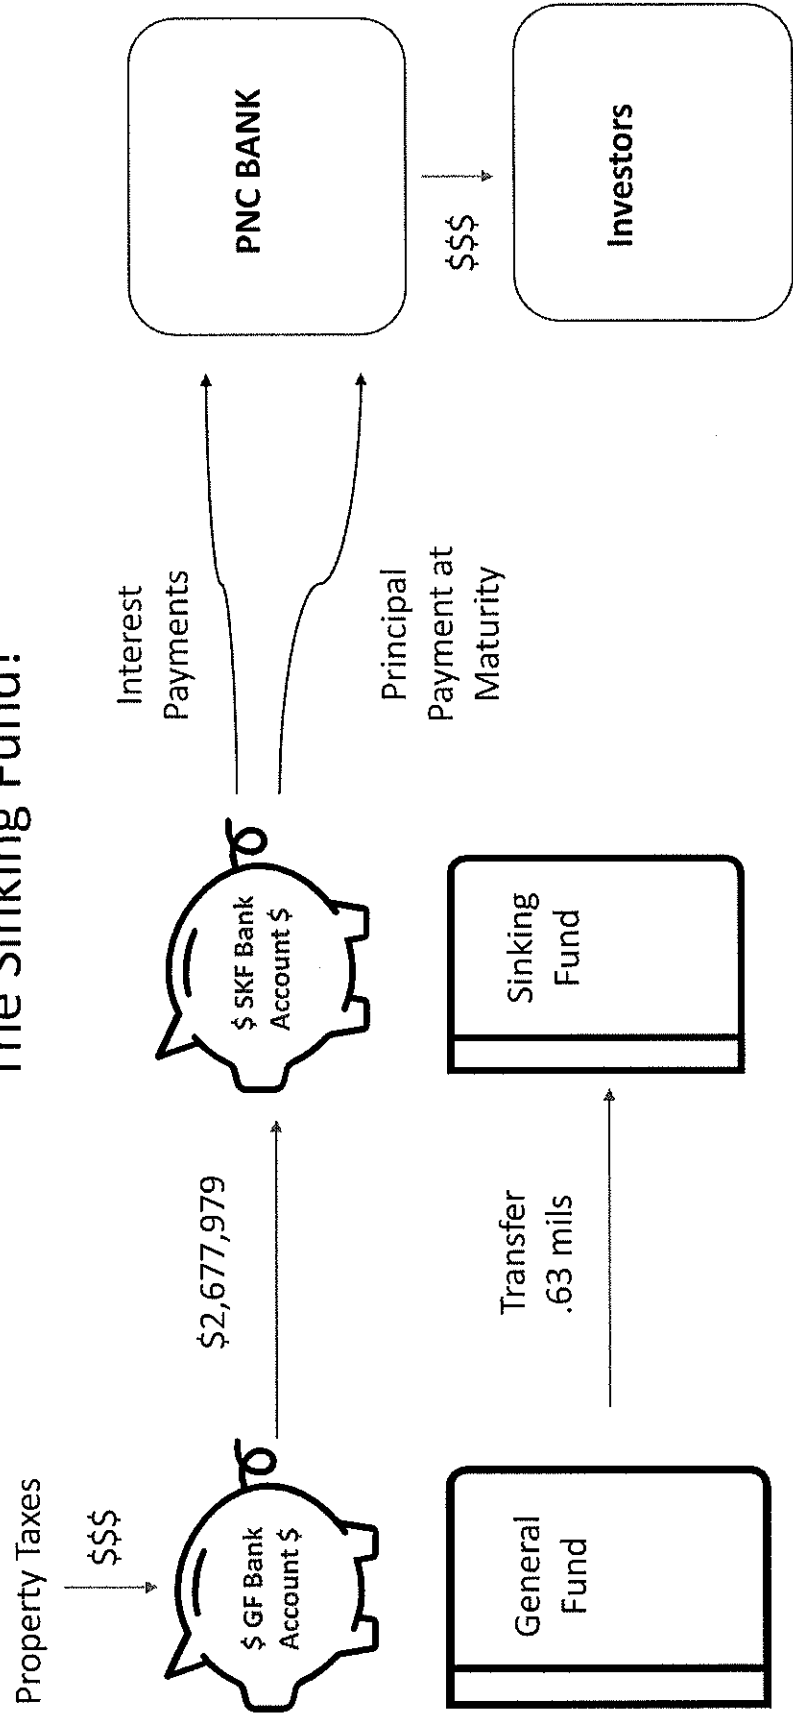 The Sinking Fund!
Property Taxes
$$$
$ GF Bank
Account $
$2,677,979
$ SKF Bank
Account $
Interest
Payments
Principal
Payment at
Maturity
PNC BANK
$$$
Investors
General
Fund
Transfer
.63 mils
Sinking
Fund